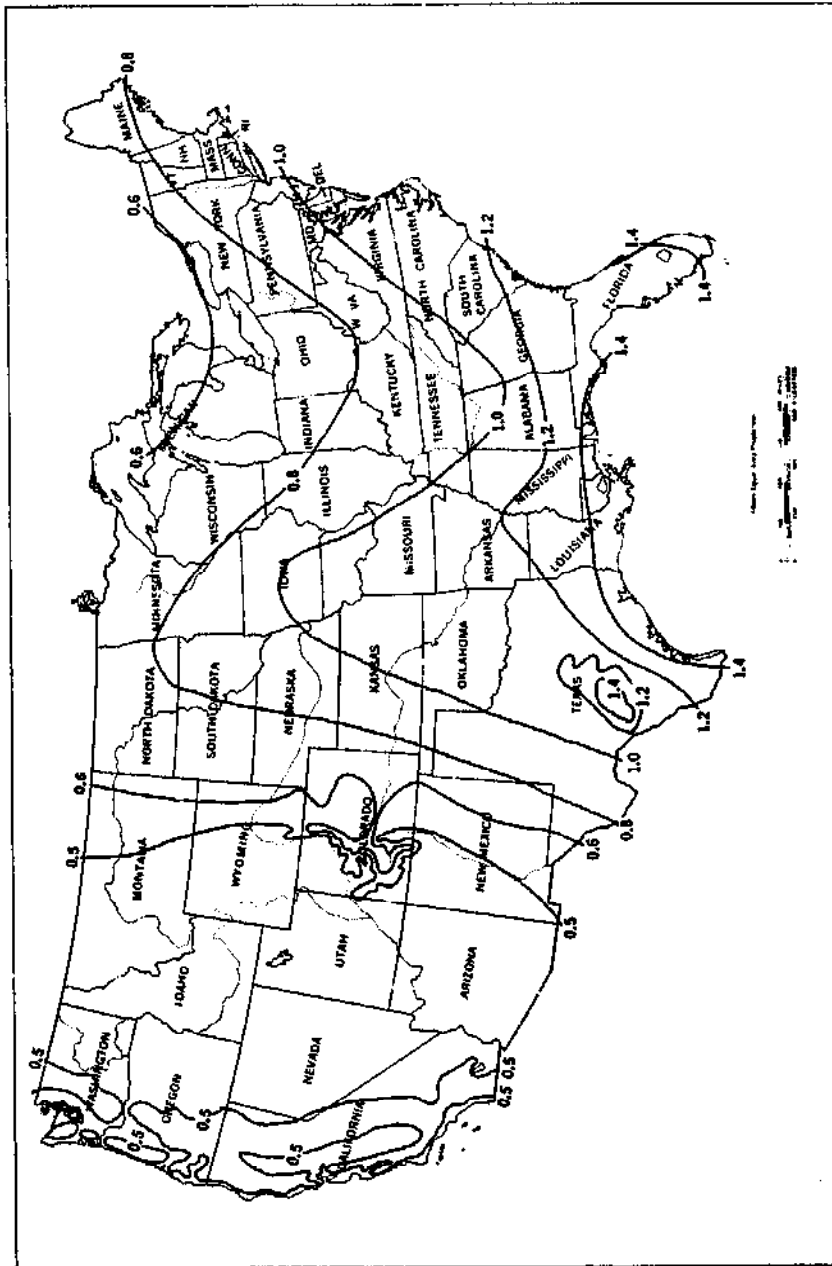 0.5
0.5
0.6
WASHINGTON
MONTANA
NORTH DAKOTA
MINNESOTA
0.6
0.6
0.8
MAINE
OREGON
IDAHO
WYOMING
SOUTH DAKOTA
WISCONSIN
VT
NH
NEW YORK
MASS
RI
0.5
0.5
NEBRASKA
IOWA
0.8
PENNSYLVANIA
1.0
NEVADA
UTAH
ILLINOIS
INDIANA
OHIO
W VA
MD
DEL
CALIFORNIA
0.5
KANSAS
MISSOURI
KENTUCKY
VIRGINIA
ARIZONA
NEW MEXICO
OKLAHOMA
ARKANSAS
TENNESSEE
NORTH CAROLINA
1.0
SOUTH CAROLINA
1.2
0.5
0.5
0.5
0.6
0.8
TEXAS
1.4
1.2
LOUISIANA
MISSISSIPPI
ALABAMA
GEORGIA
1.2
1.0
1.2
1.4
1.4
FLORIDA
1.4
1.4